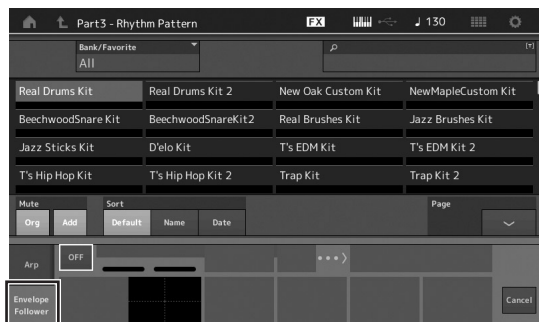 Part3 - Rhythm Pattern FX 130
Bank/Favorite
All
Real Drums Kit Real Drums Kit 2 New Oak Custom Kit NewMapleCustom Kit
BeechwoodSnare Kit BeechwoodSnareKit2 Real Brushes Kit Jazz Brushes Kit
Jazz Sticks Kit D'elo Kit T's EDM Kit T's EDM Kit 2
T's Hip Hop Kit T's Hip Hop Kit 2 Trap Kit Trap Kit 2
Mute Sort Page
Org Add Default Name Date
Arp OFF
Envelope
Follower
Cancel